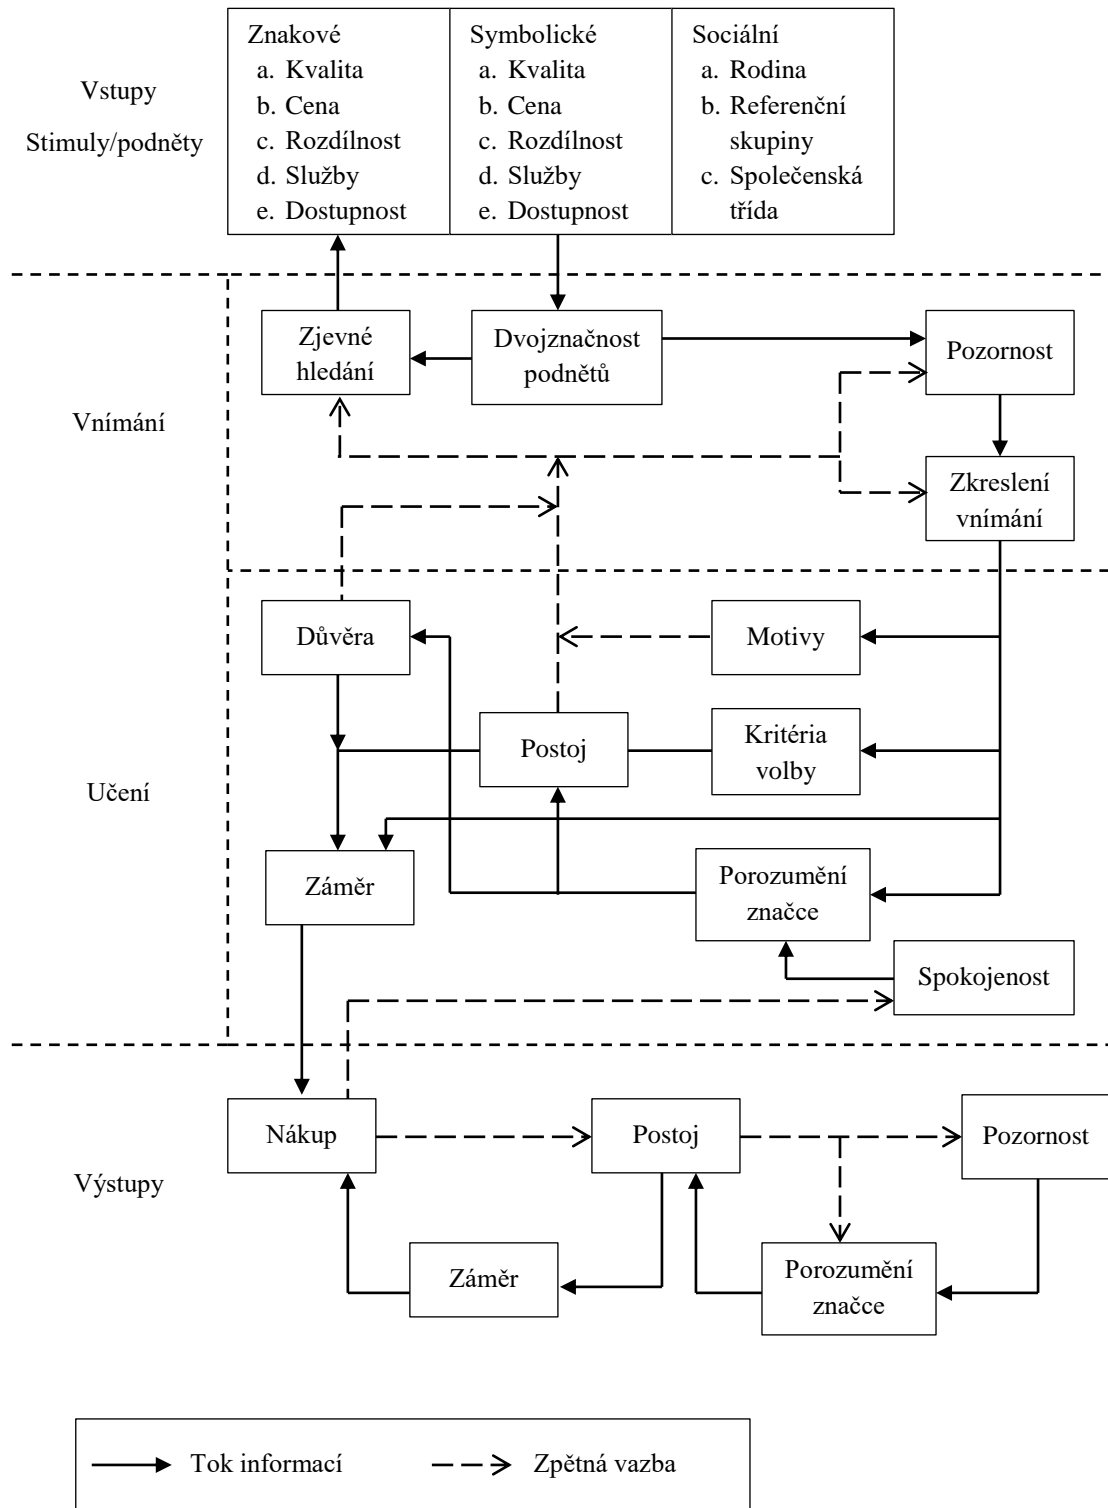 Vstupy
Stimuly/podněty
Znakové
a. Kvalita
b. Cena
c. Rozdílnost
d. Služby
e. Dostupnost
Symbolické
a. Kvalita
b. Cena
c. Rozdílnost
d. Služby
e. Dostupnost
Sociální
a. Rodina
b. Referenční
skupiny
c. Společenská
třída
Vnímání
Zjevné
hledání
Dvojznačnost
podnětů
Pozornost
Zkreslení
vnímání
Učení
Důvěra
Motivy
Postoj
Kritéria
volby
Záměr
Porozumění
značce
Spokojenost
Výstupy
Nákup
Postoj
Pozornost
Záměr
Porozumění
značce
Tok informací
Zpětná vazba